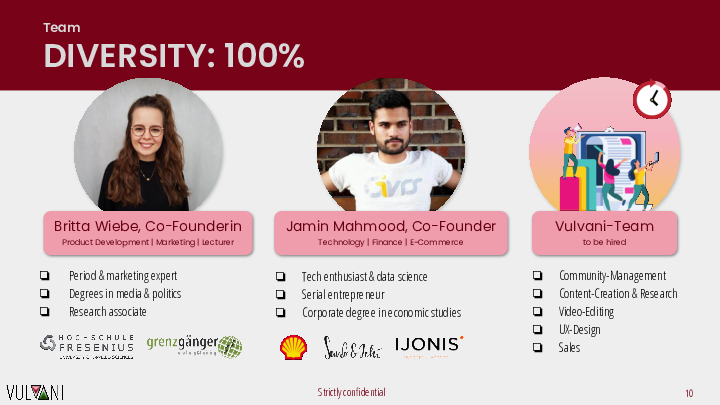 Team
DIVERSITY: 100%
Britta Wiebe, Co-Founderin
Product Development | Marketing | Lecturer
Period & marketing expert
Degrees in media & politics
Research associate
HOCHSCHULE
FRESENIUS
grenzgänger
Jamin Mahmood, Co-Founder
Technology | Finance | E-Commerce
Tech enthusiast & data science
Serial entrepreneur
Corporate degree in economic studies
IJONIS
Vulvani-Team
to be hired
Community-Management
Content-Creation & Research
Video-Editing
UX-Design
Sales
VULVANI
Strictly confidential
10